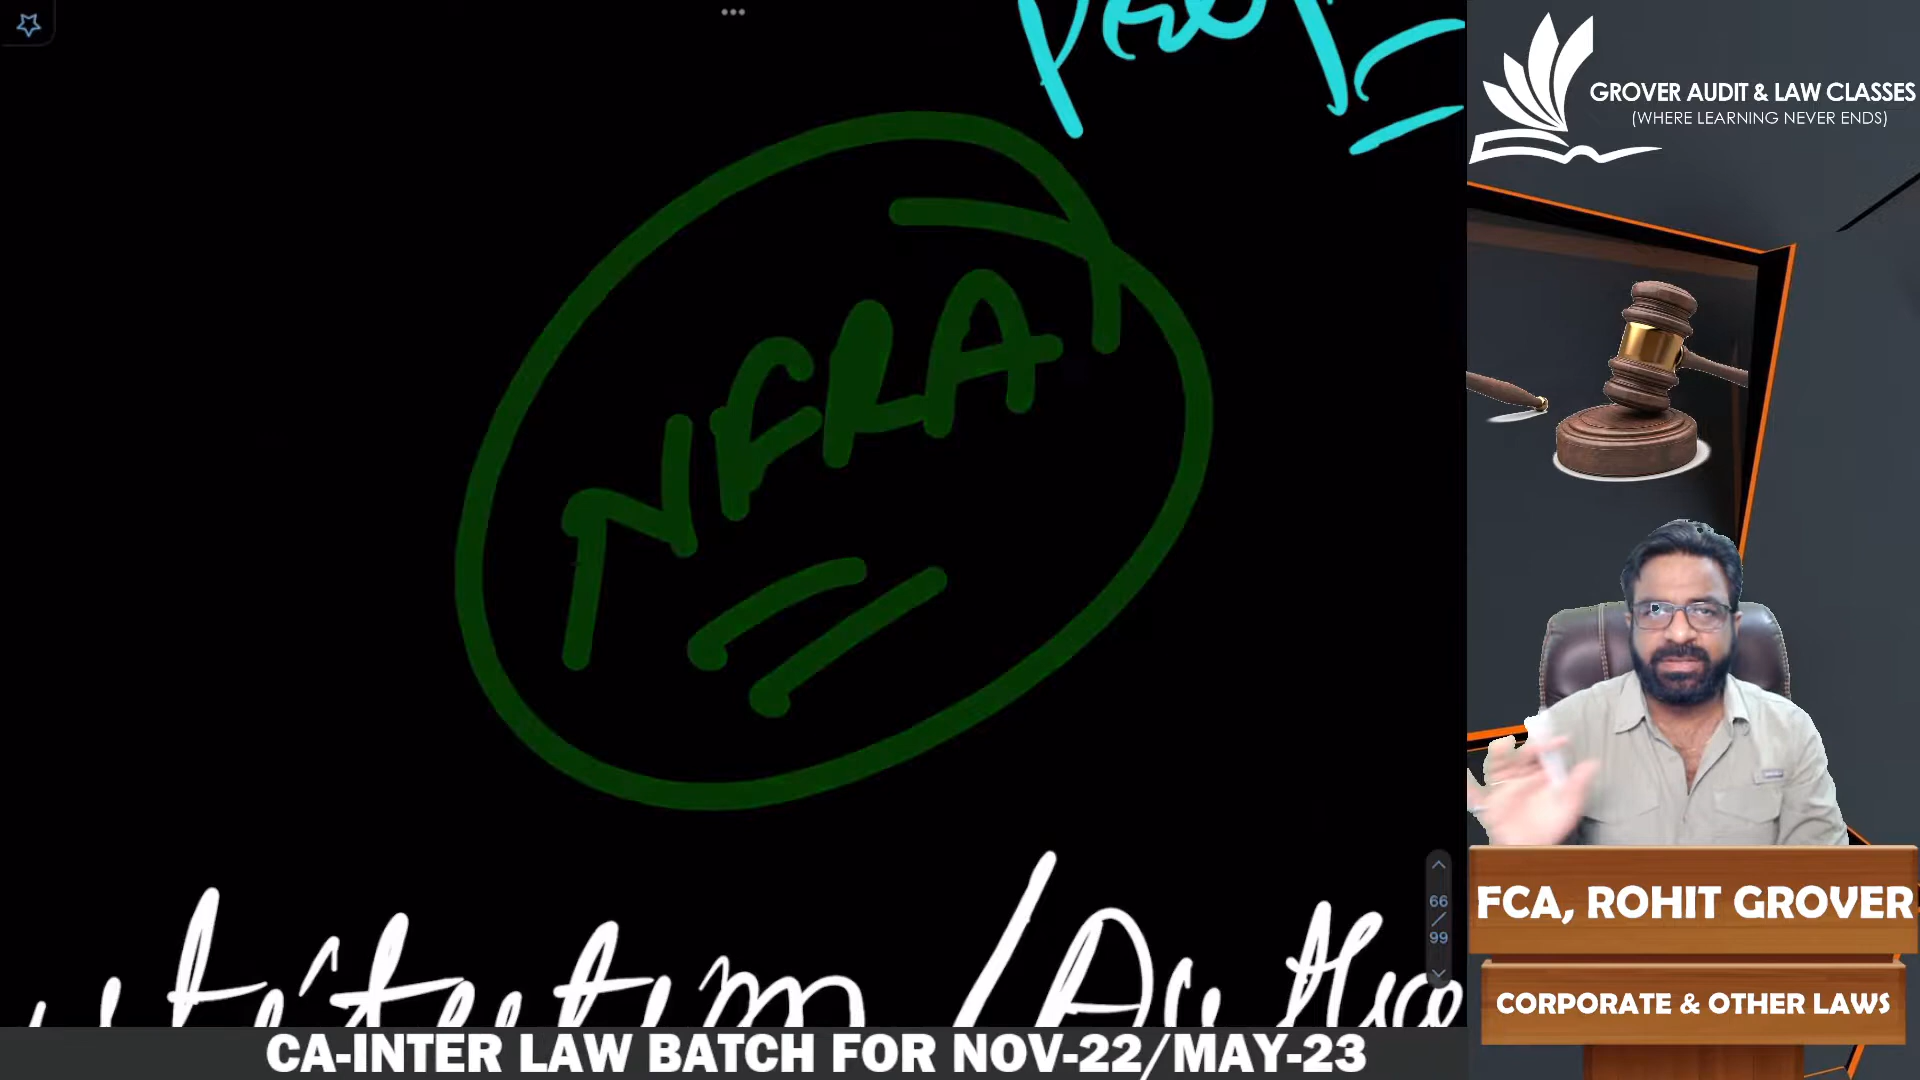 GROVER AUDIT & LAW CLASSES
(WHERE LEARNING NEVER ENDS)
NFRA
66
99
FCA, ROHIT GROVER
CORPORATE & OTHER LAWS
CA-INTER LAW BATCH FOR NOV-22/MAY-23